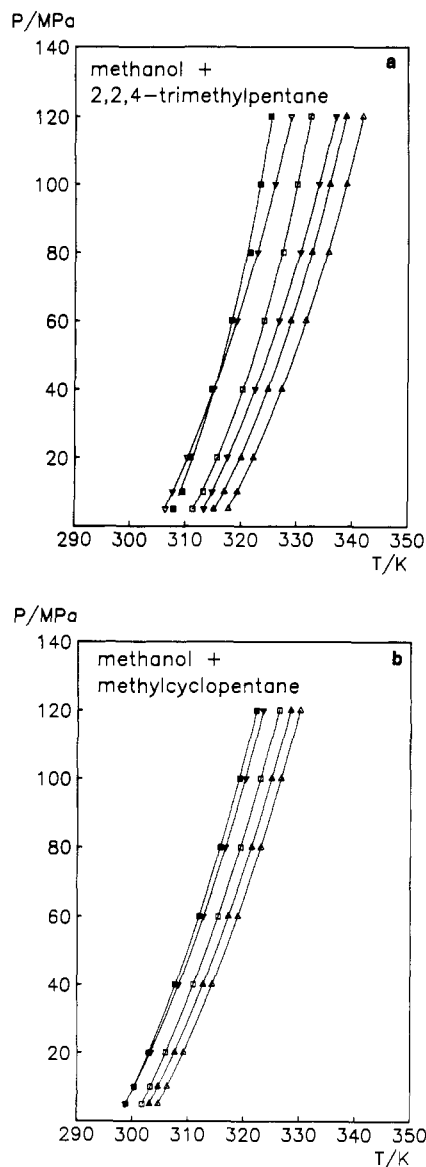 P/MPa
140
a
methanol +
2,2,4-trimethylpentane
120
100
80
60
40
20
290 300 310 320 330 340 350
T/K
P/MPa
140
b
methanol +
methylcyclopentane
120
100
80
60
40
20
290 300 310 320 330 340 350
T/K